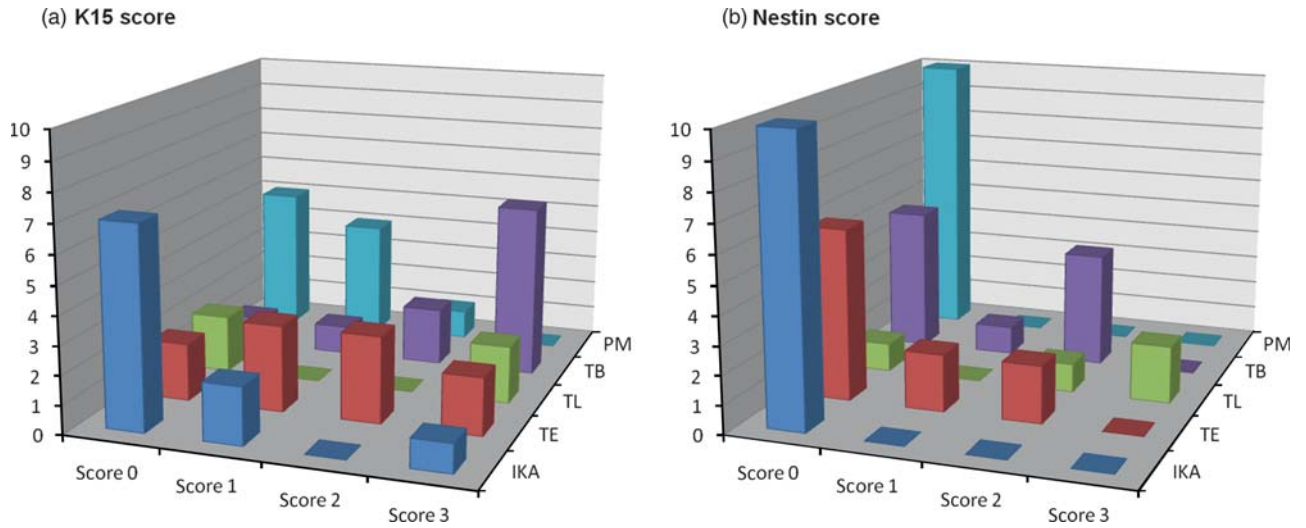 (a) K15 score
10
9
8
7
6
5
4
3
2
1
0
Score 0
Score 1
Score 2
Score 3
IKA
TE
TL
TB
PM
(b) Nestin score
10
9
8
7
6
5
4
3
2
1
0
Score 0
Score 1
Score 2
Score 3
IKA
TE
TL
TB
PM